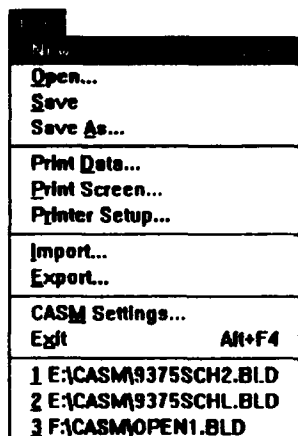 New
Open...
Save
Save As...
Print Data...
Print Screen...
Printer Setup...
Import...
Export...
CASM Settings...
Exit Alt+F4
1 E:\CASM\9375SCH2.BLD
2 E:\CASM\9375SCHL.BLD
3 F:\CASM\OPEN1.BLD